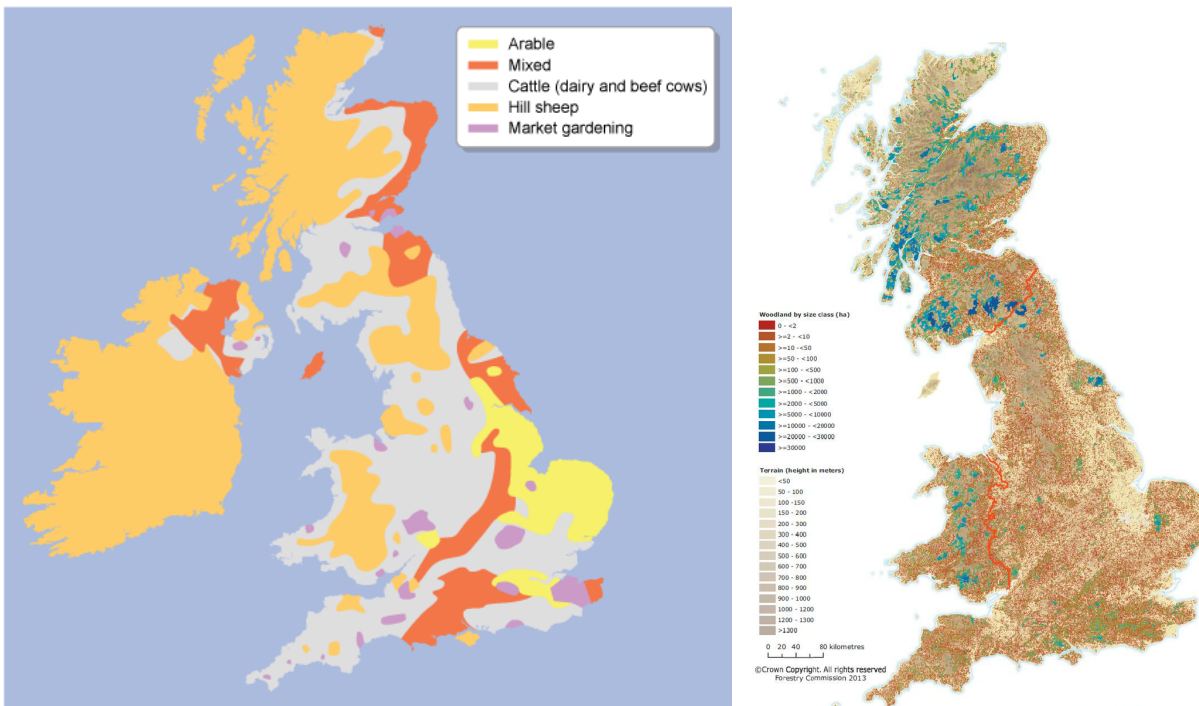 Arable
Mixed
Cattle (dairy and beef cows)
Hill sheep
Market gardening
Woodland by size class (ha)
0 - <2
>=2 - <10
>=10 - <50
>=50 - <100
>=100 - <500
>=500 - <1000
>=1000 - <2000
>=2000 - <5000
>=5000 - <10000
>=10000 - <20000
>=20000 - <30000
>=30000
Terrain (height in meters)
<50
50 - 100
100 -150
150 - 200
200 - 300
300 - 400
400 - 500
500 - 600
600 - 700
700 - 800
800 - 900
900 - 1000
1000 - 1200
1200 - 1300
>1300
0 20 40 80 kilometres
©Crown Copyright. All rights reserved
Forestry Commission 2013